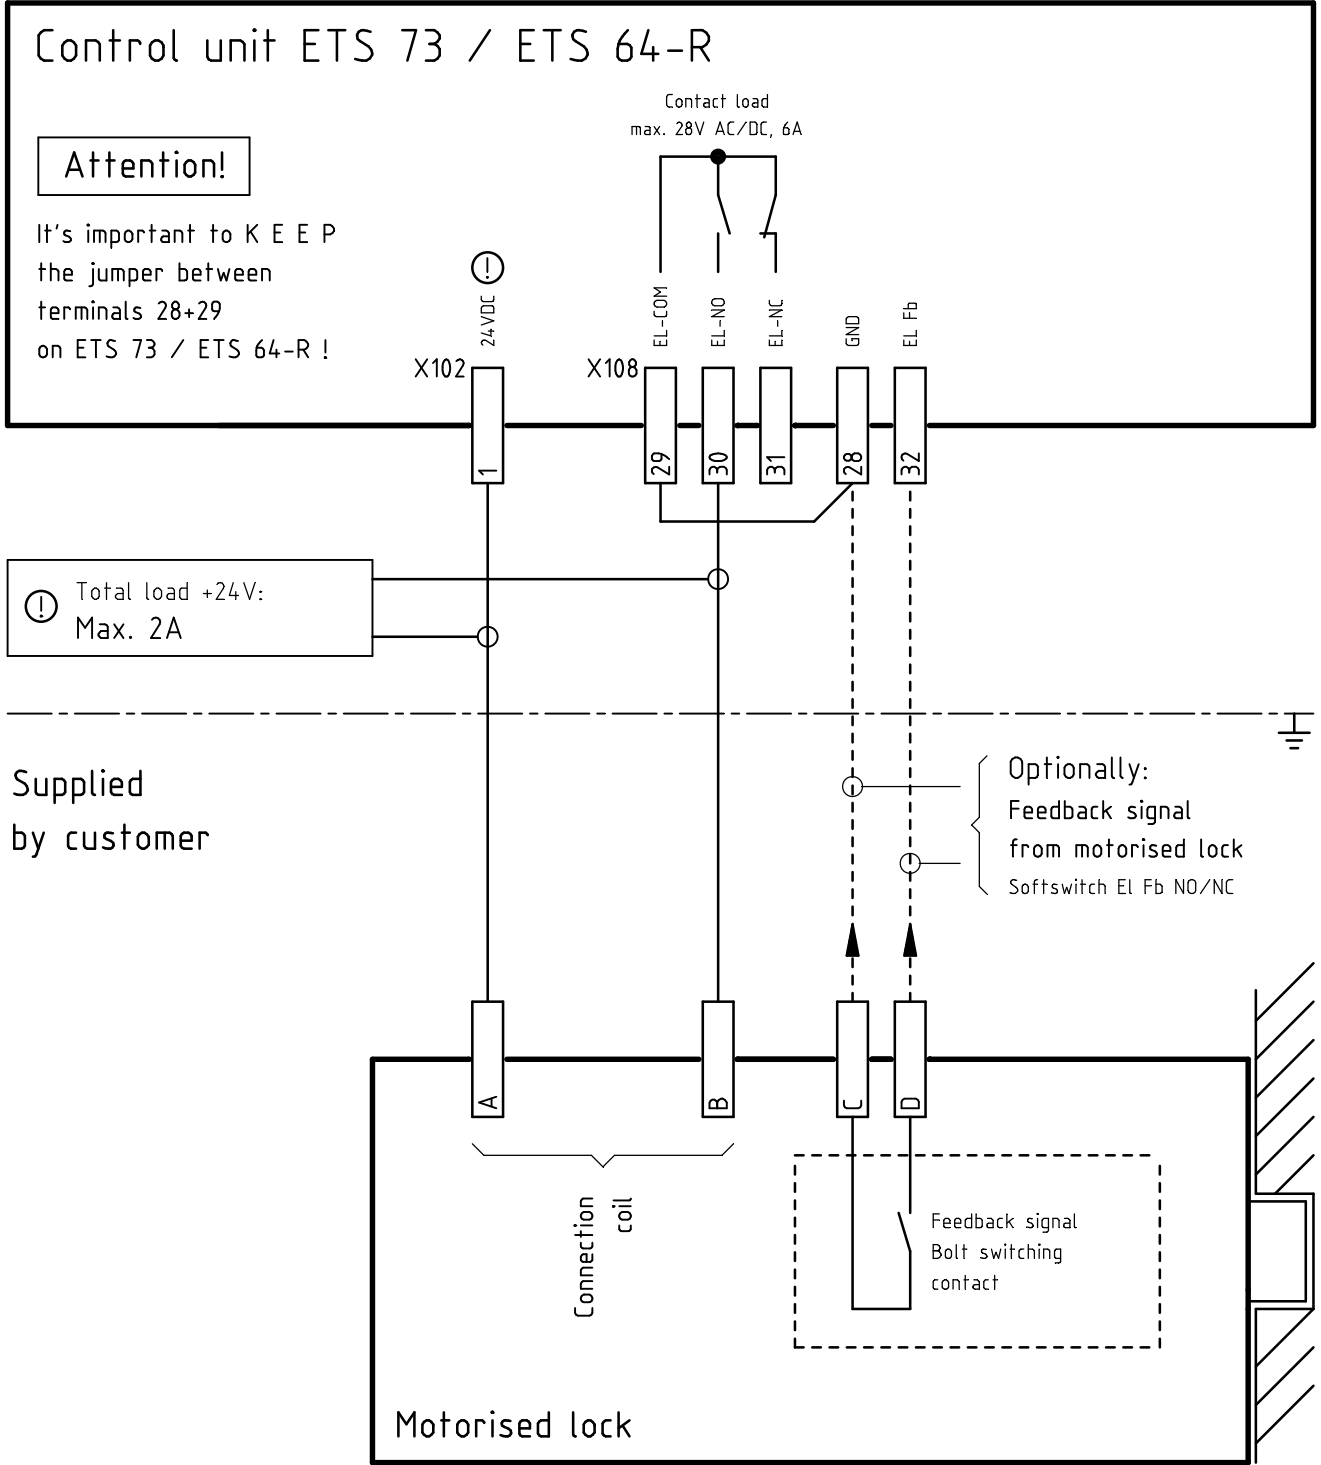 Control unit ETS 73 / ETS 64-R
Contact load
max. 28V AC/DC, 6A
Attention!
It's important to K E E P
the jumper between
terminals 28+29
on ETS 73 / ETS 64-R !
!
24VDC
EL-COM
EL-NO
EL-NC
GND
EL Fb
X102
X108
1
29
30
31
28
32
! Total load +24V:
Max. 2A
Supplied
by customer
Optionally:
Feedback signal
from motorised lock
Softswitch El Fb NO/NC
A
B
C
D
Connection
coil
Feedback signal
Bolt switching
contact
Motorised lock